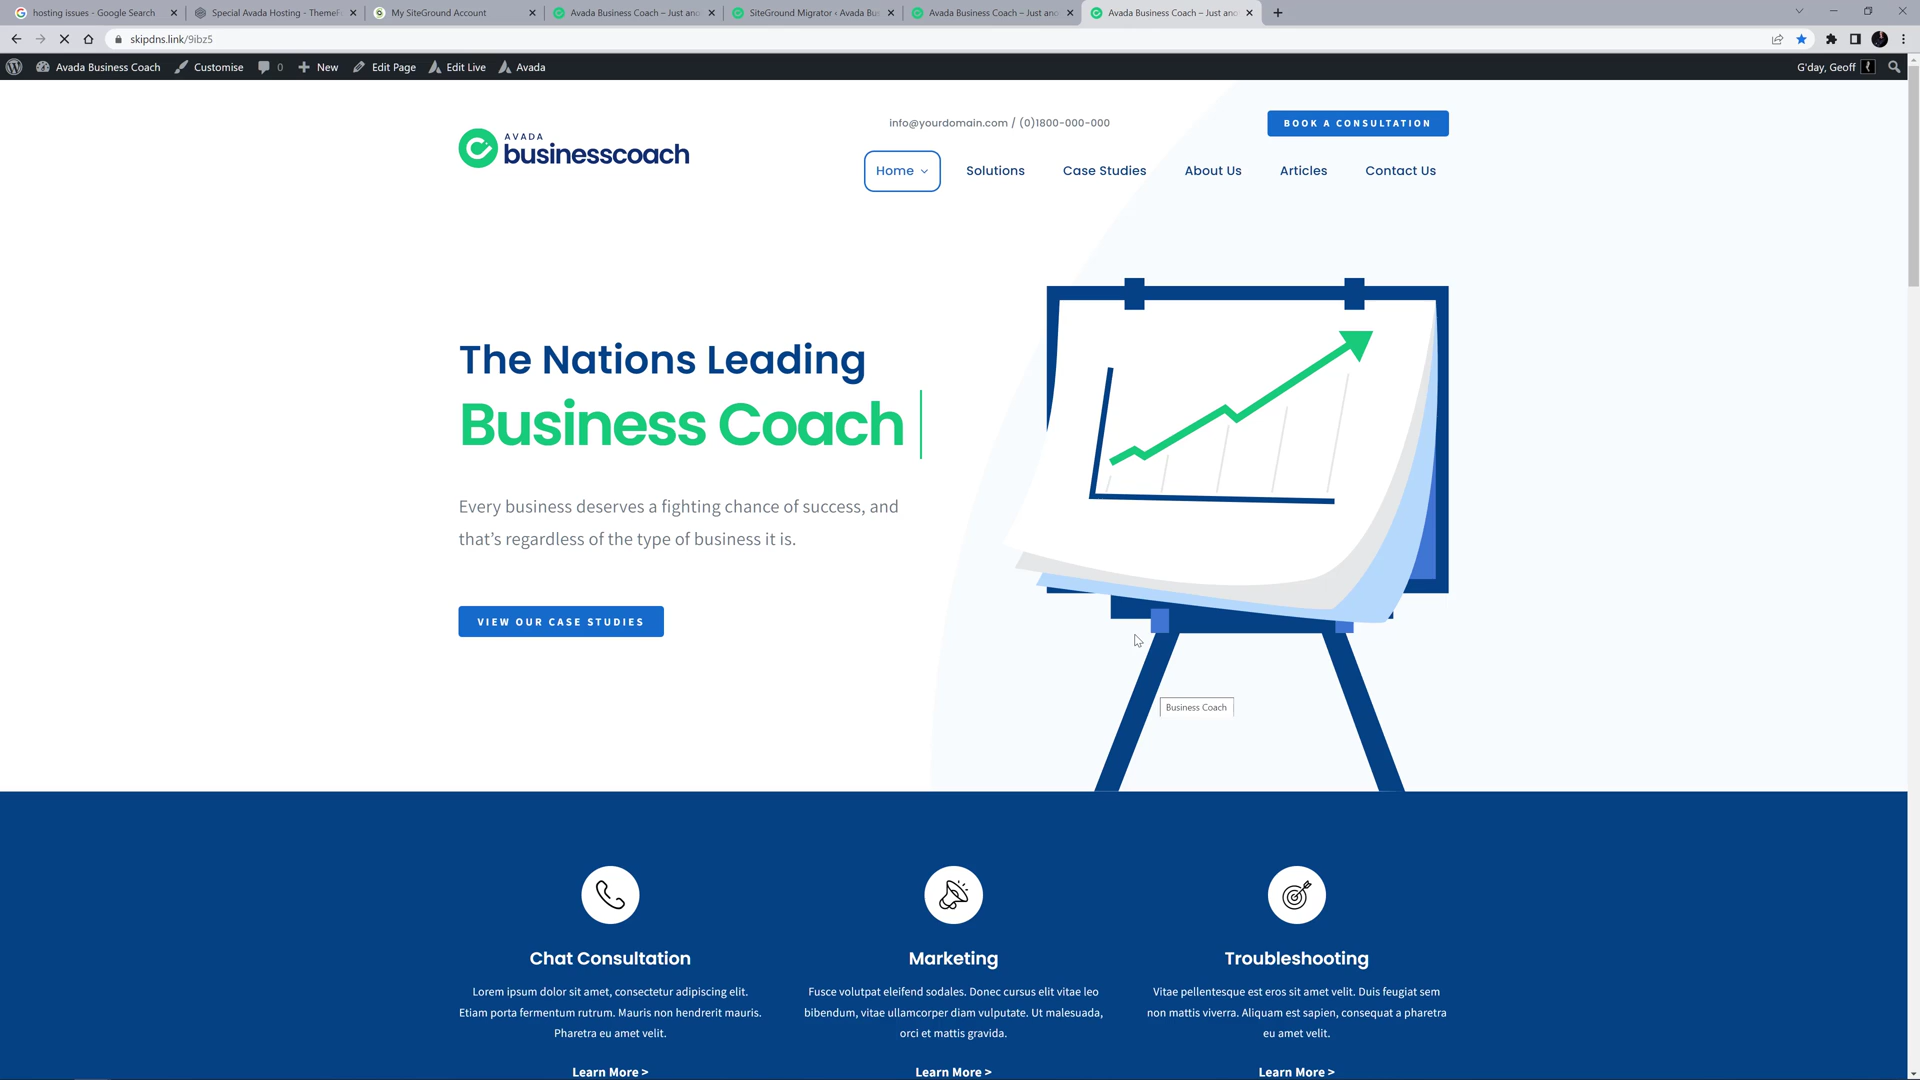 hosting issues - Google Search
Special Avada Hosting - ThemeF
My SiteGround Account
Avada Business Coach – Just ano
SiteGround Migrator ‹ Avada Bus
Avada Business Coach – Just ano
Avada Business Coach – Just ano
skipdns.link/9ibz5
Avada Business Coach
Customise
0
New
Edit Page
Edit Live
Avada
G'day, Geoff
info@yourdomain.com / (0)1800-000-000
BOOK A CONSULTATION
AVADA
businesscoach
Home
Solutions
Case Studies
About Us
Articles
Contact Us
The Nations Leading
Business Coach
Every business deserves a fighting chance of success, and
that’s regardless of the type of business it is.
VIEW OUR CASE STUDIES
Business Coach
Chat Consultation
Lorem ipsum dolor sit amet, consectetur adipiscing elit.
Etiam porta fermentum rutrum. Mauris non hendrerit mauris.
Pharetra eu amet velit.
Learn More >
Marketing
Fusce volutpat eleifend sodales. Donec cursus elit vitae leo
bibendum, vitae ullamcorper diam vulputate. Ut malesuada,
orci et mattis gravida.
Learn More >
Troubleshooting
Vitae pellentesque est eros sit amet velit. Duis feugiat sem
non mattis viverra. Aliquam est sapien, consequat a pharetra
eu amet velit.
Learn More >